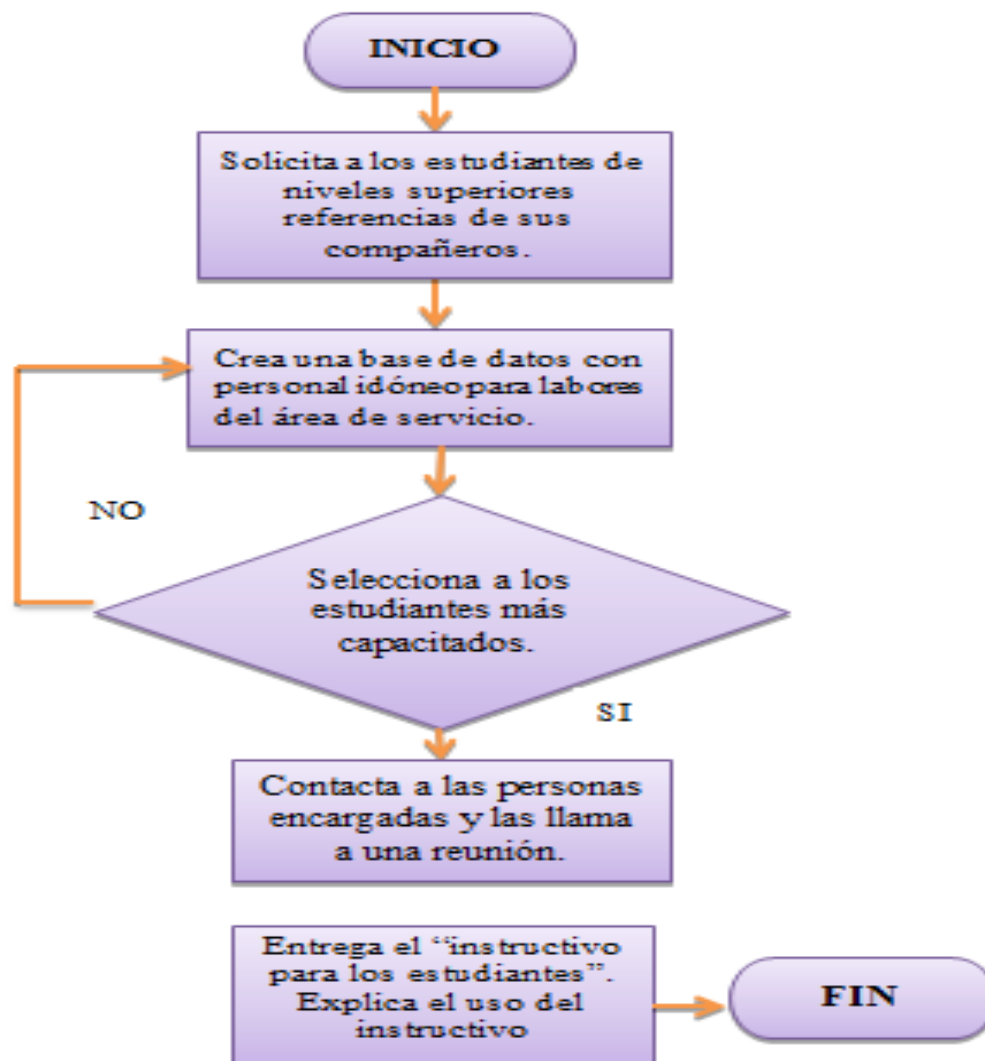 INICIO
Solicita a los estudiantes de
niveles superiores
referencias de sus
compañeros.
Crea una base de datos con
personal idóneo para labores
del área de servicio.
NO
Selecciona a los
estudiantes más
capacitados.
SI
Contacta a las personas
encargadas y las llama
a una reunión.
Entrega el “instructivo
para los estudiantes”.
Explica el uso del
instructivo
FIN